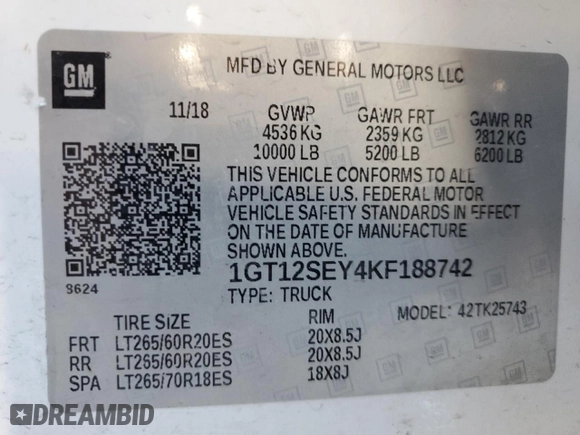 GM
MFD BY GENERAL MOTORS LLC
11/18 GVWR GAWR FRT GAWR RR
4536 KG 2359 KG 2812 KG
10000 LB 5200 LB 6200 LB
THIS VEHICLE CONFORMS TO ALL
APPLICABLE U.S. FEDERAL MOTOR
VEHICLE SAFETY STANDARDS IN EFFECT
ON THE DATE OF MANUFACTURE
SHOWN ABOVE.
S624
1GT12SEY4KF188742
TYPE: TRUCK MODEL: 42TK25743
TIRE SIZE RIM
FRT LT265/60R20ES 20X8.5J
RR LT265/60R20ES 20X8.5J
SPA LT265/70R18ES 18X8J
DREAMBID